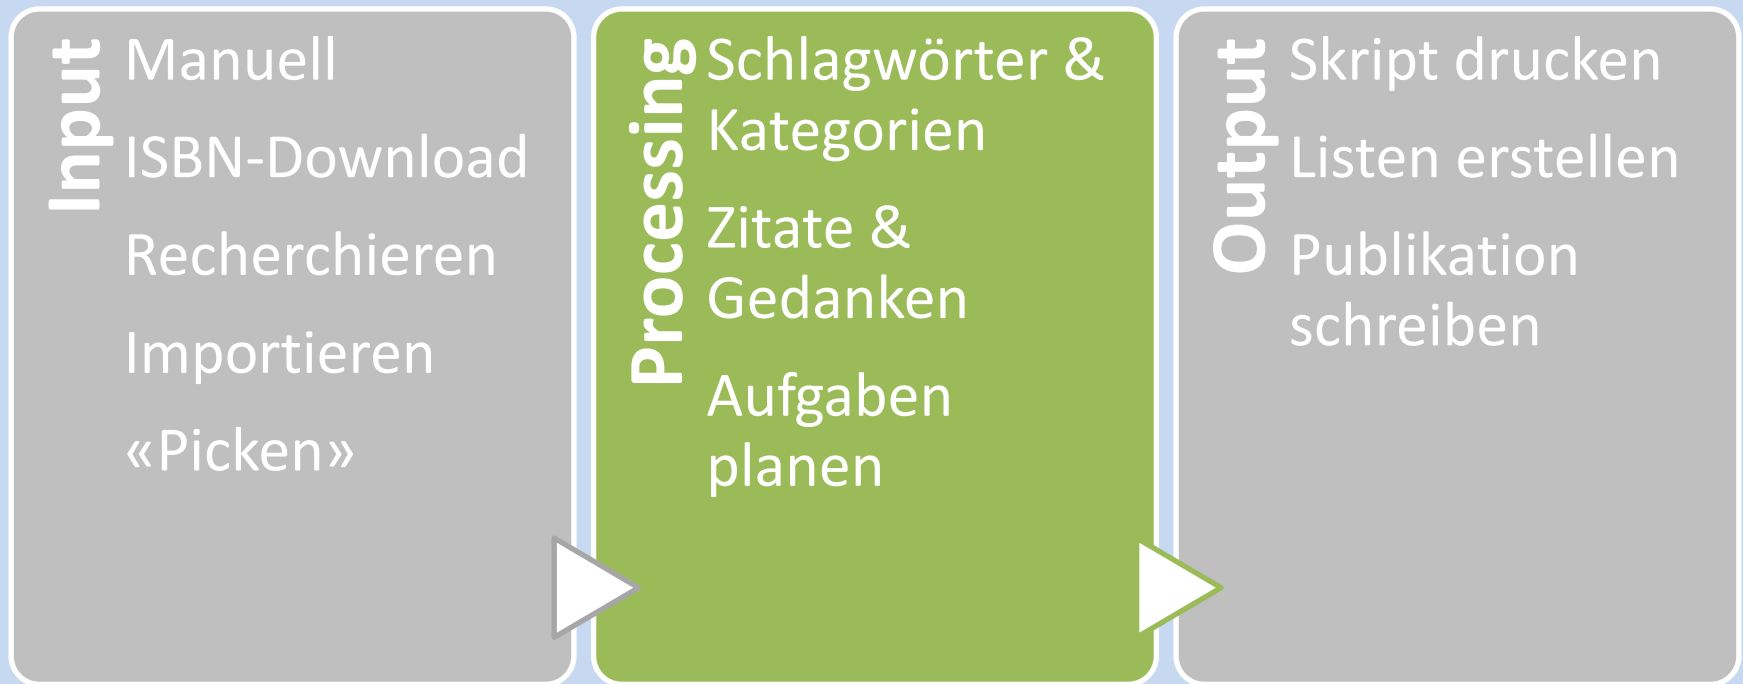 Input
Manuell
ISBN-Download
Recherchieren
Importieren
«Picken»
Processing
Schlagwörter &
Kategorien
Zitate &
Gedanken
Aufgaben
planen
Output
Skript drucken
Listen erstellen
Publikation
schreiben